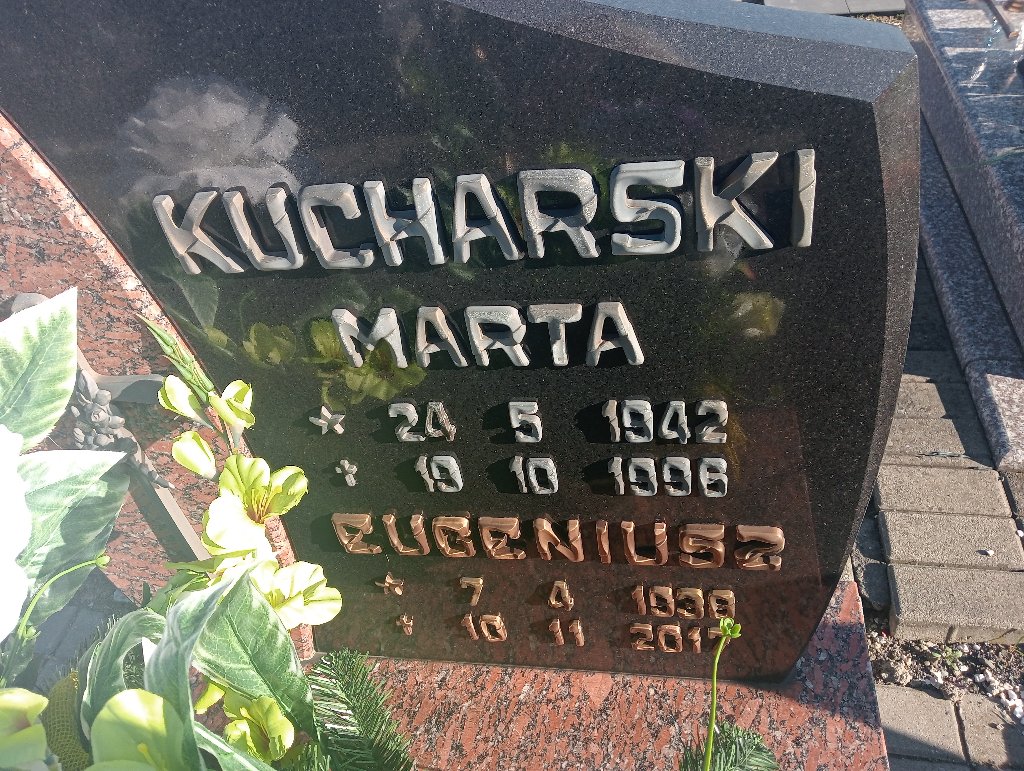 KUCHARSKI
MARTA
* 24 5 1942
† 19 10 1996
EUGENIUSZ
* 7 4 1938
† 10 11 2017